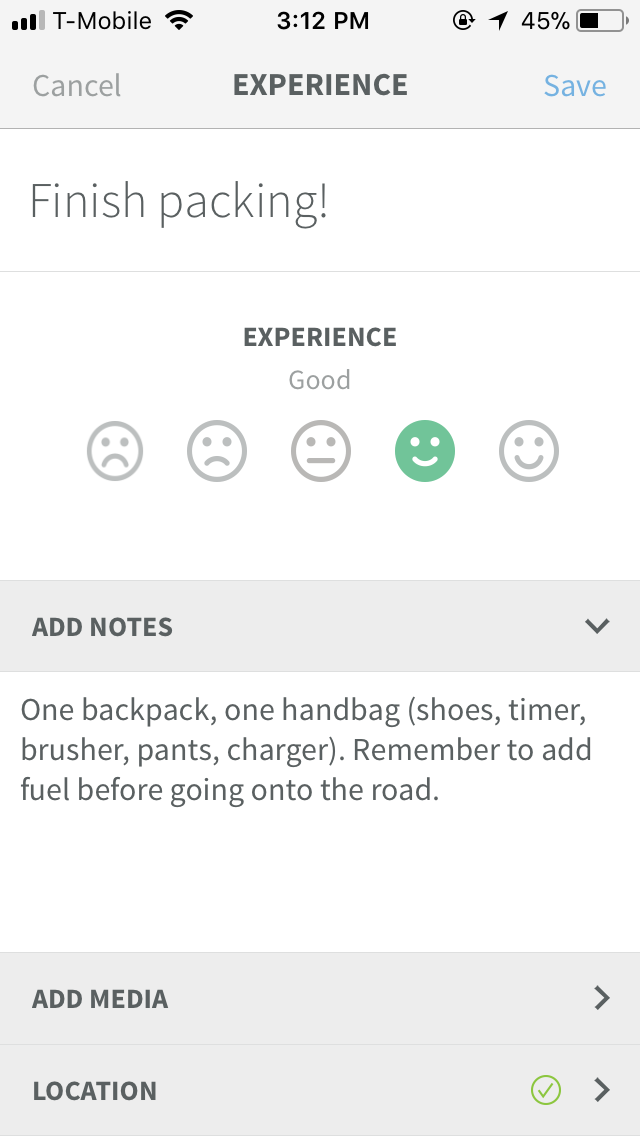 T-Mobile 3:12 PM 45%
Cancel EXPERIENCE Save
Finish packing!
EXPERIENCE
Good
ADD NOTES
One backpack, one handbag (shoes, timer,
brusher, pants, charger). Remember to add
fuel before going onto the road.
ADD MEDIA
LOCATION